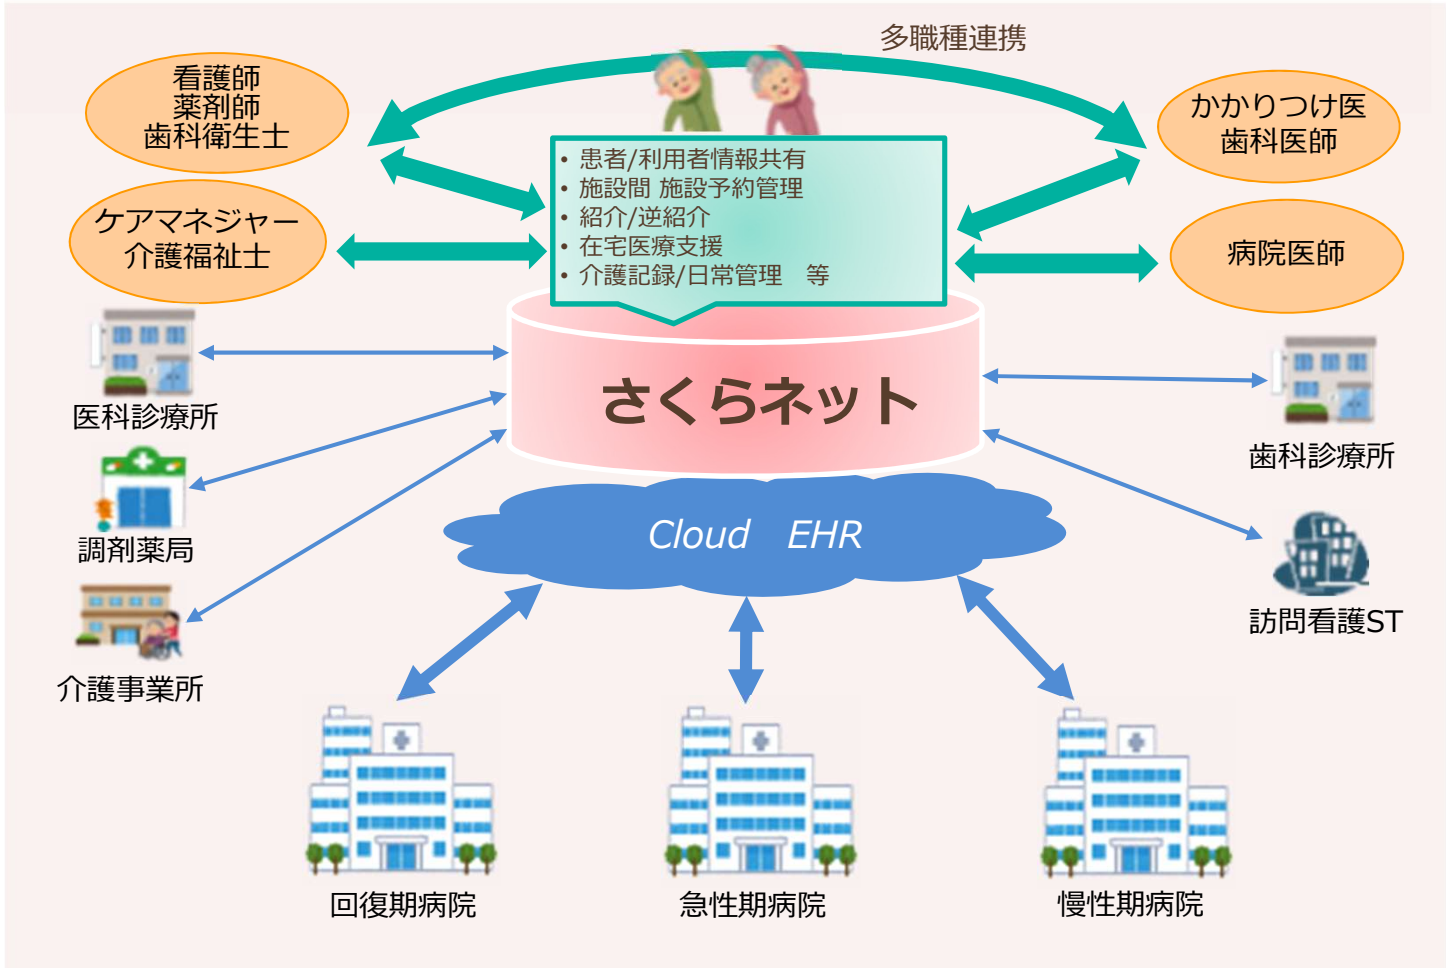 多職種連携
看護師
薬剤師
歯科衛生士
かかりつけ医
歯科医師
• 患者/利用者情報共有
• 施設間 施設予約管理
• 紹介/逆紹介
• 在宅医療支援
• 介護記録/日常管理　等
ケアマネジャー
介護福祉士
病院医師
さくらネット
医科診療所
歯科診療所
Cloud　EHR
調剤薬局
訪問看護ST
介護事業所
回復期病院
急性期病院
慢性期病院